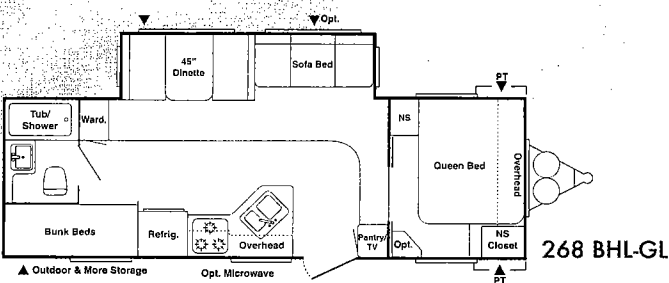 Opt.
45"
Dinette
Sofa Bed
PT
Tub/
Shower
Ward.
NS
Queen Bed
Overhead
Bunk Beds
Refrig.
Overhead
Pantry/
TV
Opt.
NS
Closet
268 BHL-GL
Outdoor & More Storage
Opt. Microwave
PT